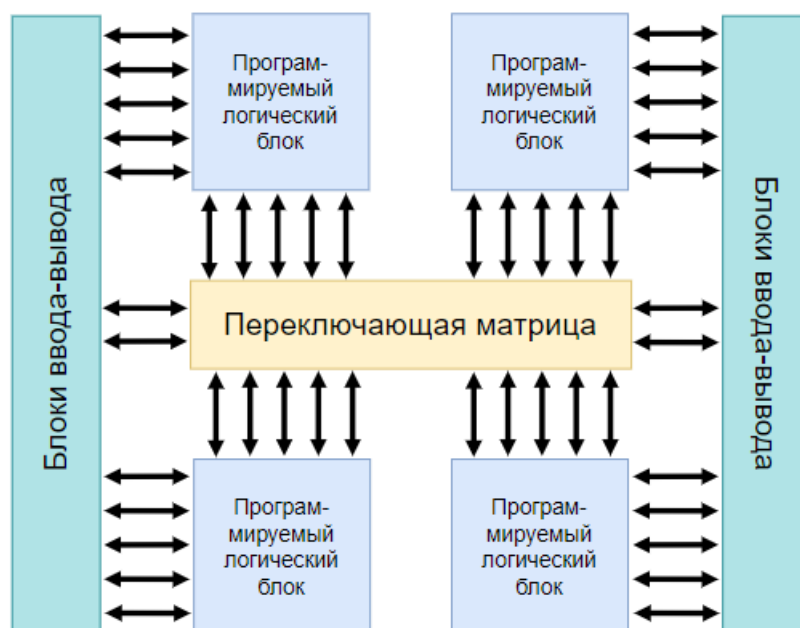 Блоки ввода-вывода
Програм-
мируемый
логический
блок
Програм-
мируемый
логический
блок
Блоки ввода-вывода
Переключающая матрица
Програм-
мируемый
логический
блок
Програм-
мируемый
логический
блок